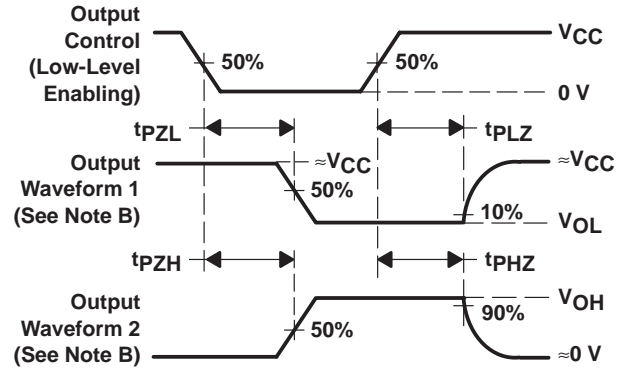 Output
Control
(Low-Level
Enabling)
50%
50%
VCC
0 V
tPZL
tPLZ
Output
Waveform 1
(See Note B)
≈VCC
50%
≈VCC
10%
VOL
tPZH
tPHZ
Output
Waveform 2
(See Note B)
50%
VOH
90%
≈0 V